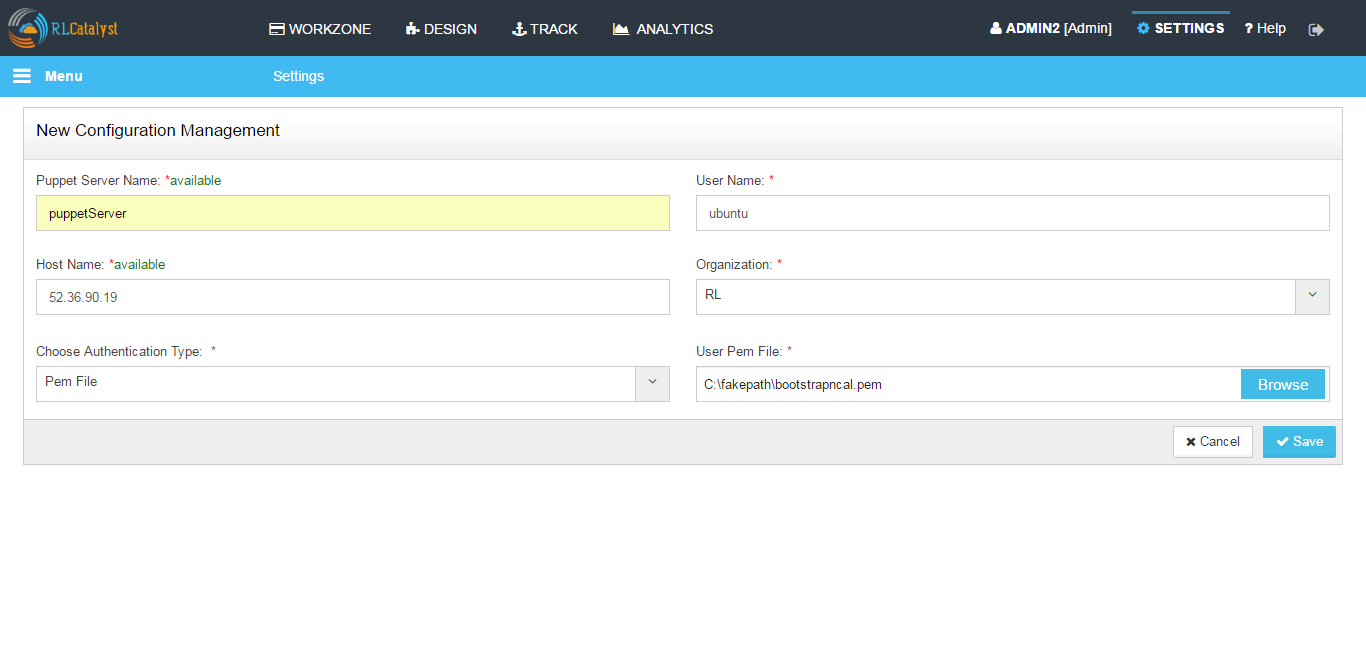 RLCatalyst WORKZONE DESIGN TRACK ANALYTICS ADMIN2 [Admin] SETTINGS ? Help
Menu Settings
New Configuration Management
Puppet Server Name: *available User Name: *
puppetServer ubuntu
Host Name: *available Organization: *
52.36.90.19 RL
Choose Authentication Type: * User Pem File: *
Pem File C:\fakepath\bootstrapncal.pem Browse
Cancel Save